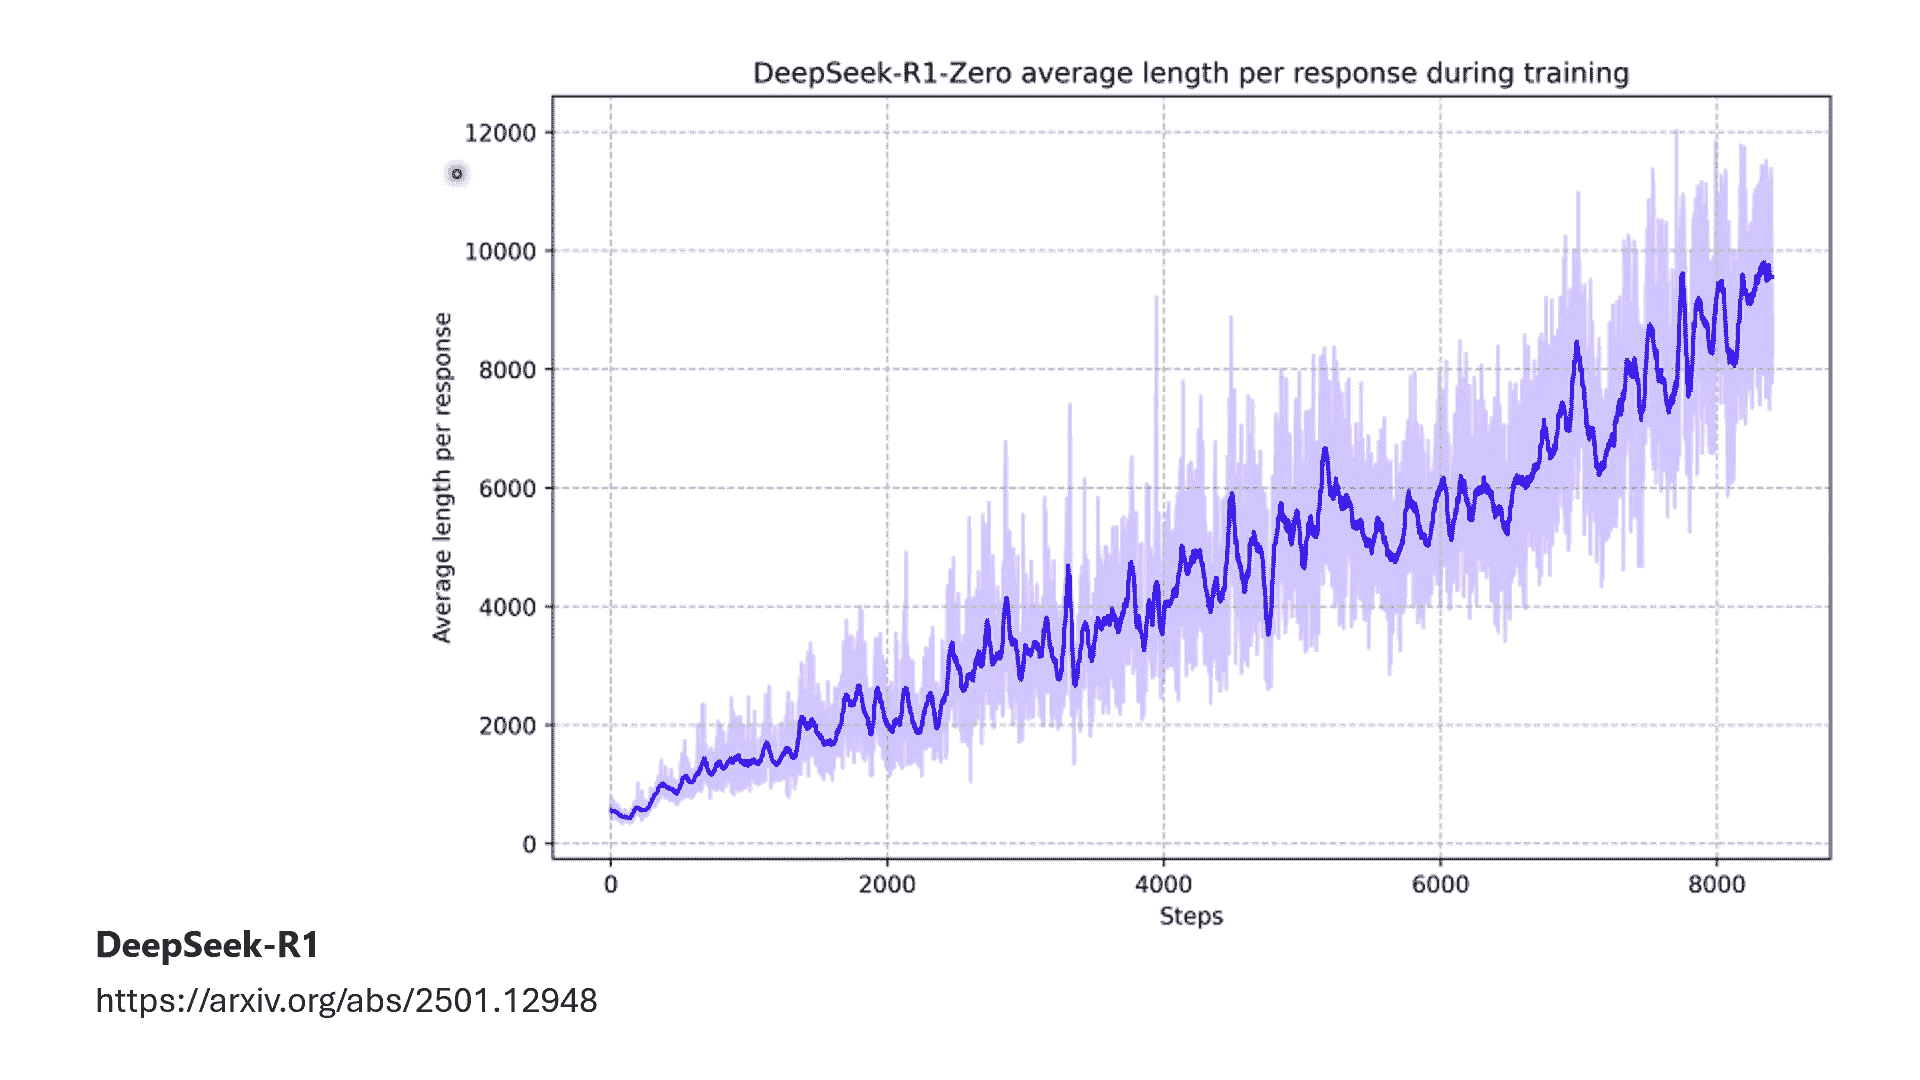 DeepSeek-R1-Zero average length per response during training
12000
10000
8000
6000
4000
2000
0
Average length per response
0 2000 4000 6000 8000
Steps
DeepSeek-R1
https://arxiv.org/abs/2501.12948